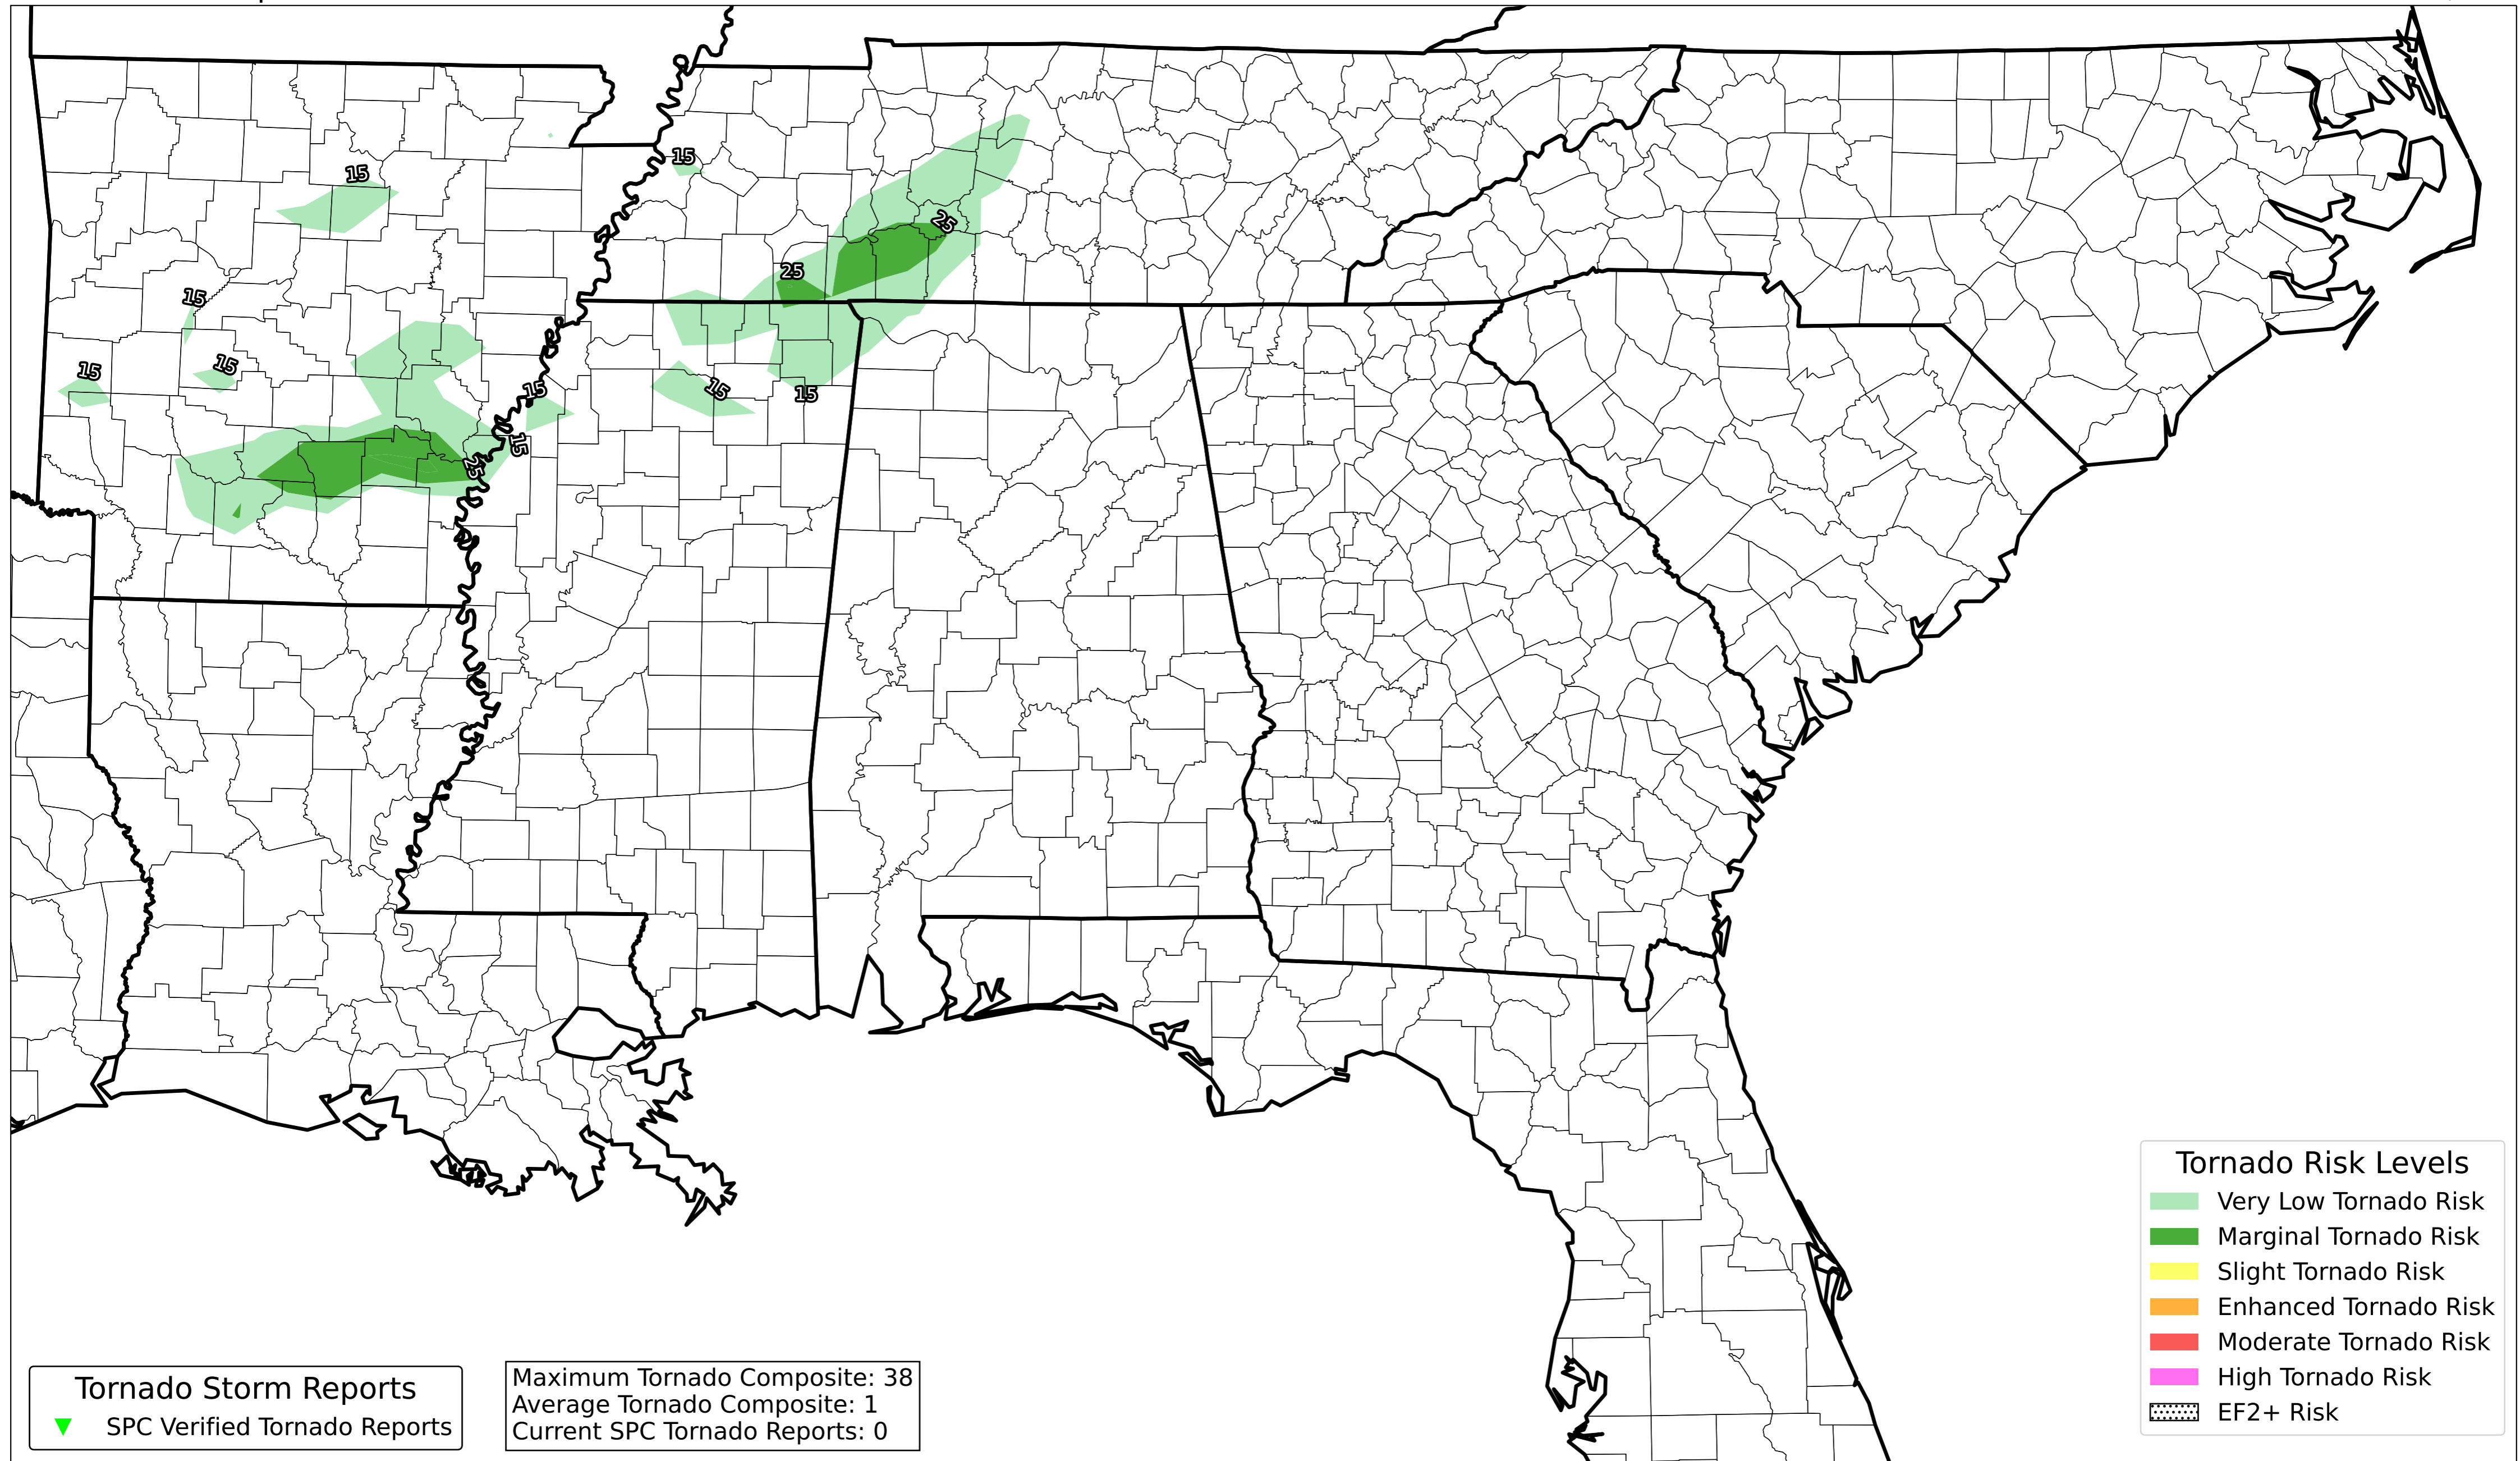 15
15
25
25
15
15
15
15
15
15
15
25
Tornado Risk Levels
Very Low Tornado Risk
Marginal Tornado Risk
Slight Tornado Risk
Enhanced Tornado Risk
Moderate Tornado Risk
High Tornado Risk
EF2+ Risk
Tornado Storm Reports
SPC Verified Tornado Reports
Maximum Tornado Composite: 38
Average Tornado Composite: 1
Current SPC Tornado Reports: 0